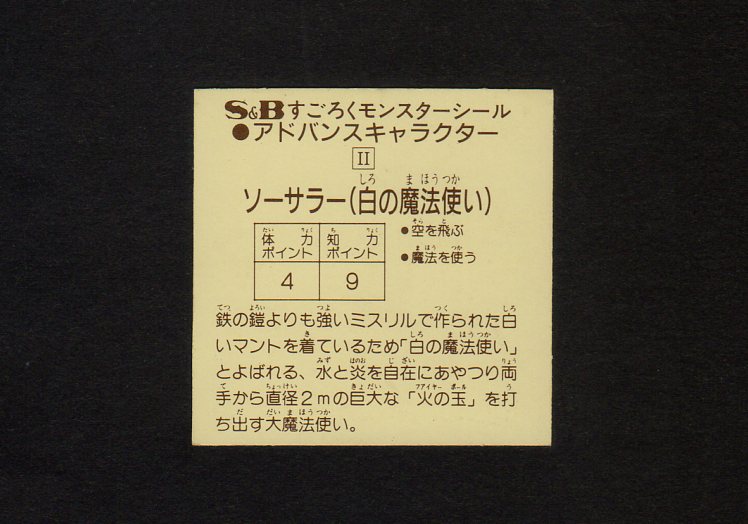 S&Bすごろくモンスターシール
●アドバンスキャラクター
II
ソーサラー(白の魔法使い)
体力ポイント 知力ポイント
4 9
●空を飛ぶ
●魔法を使う
鉄の鎧よりも強いミスリルで作られた白
いマントを着ているため「白の魔法使い」
とよばれる、水と炎を自在にあやつり両
手から直径2mの巨大な「火の玉」を打
ち出す大魔法使い。